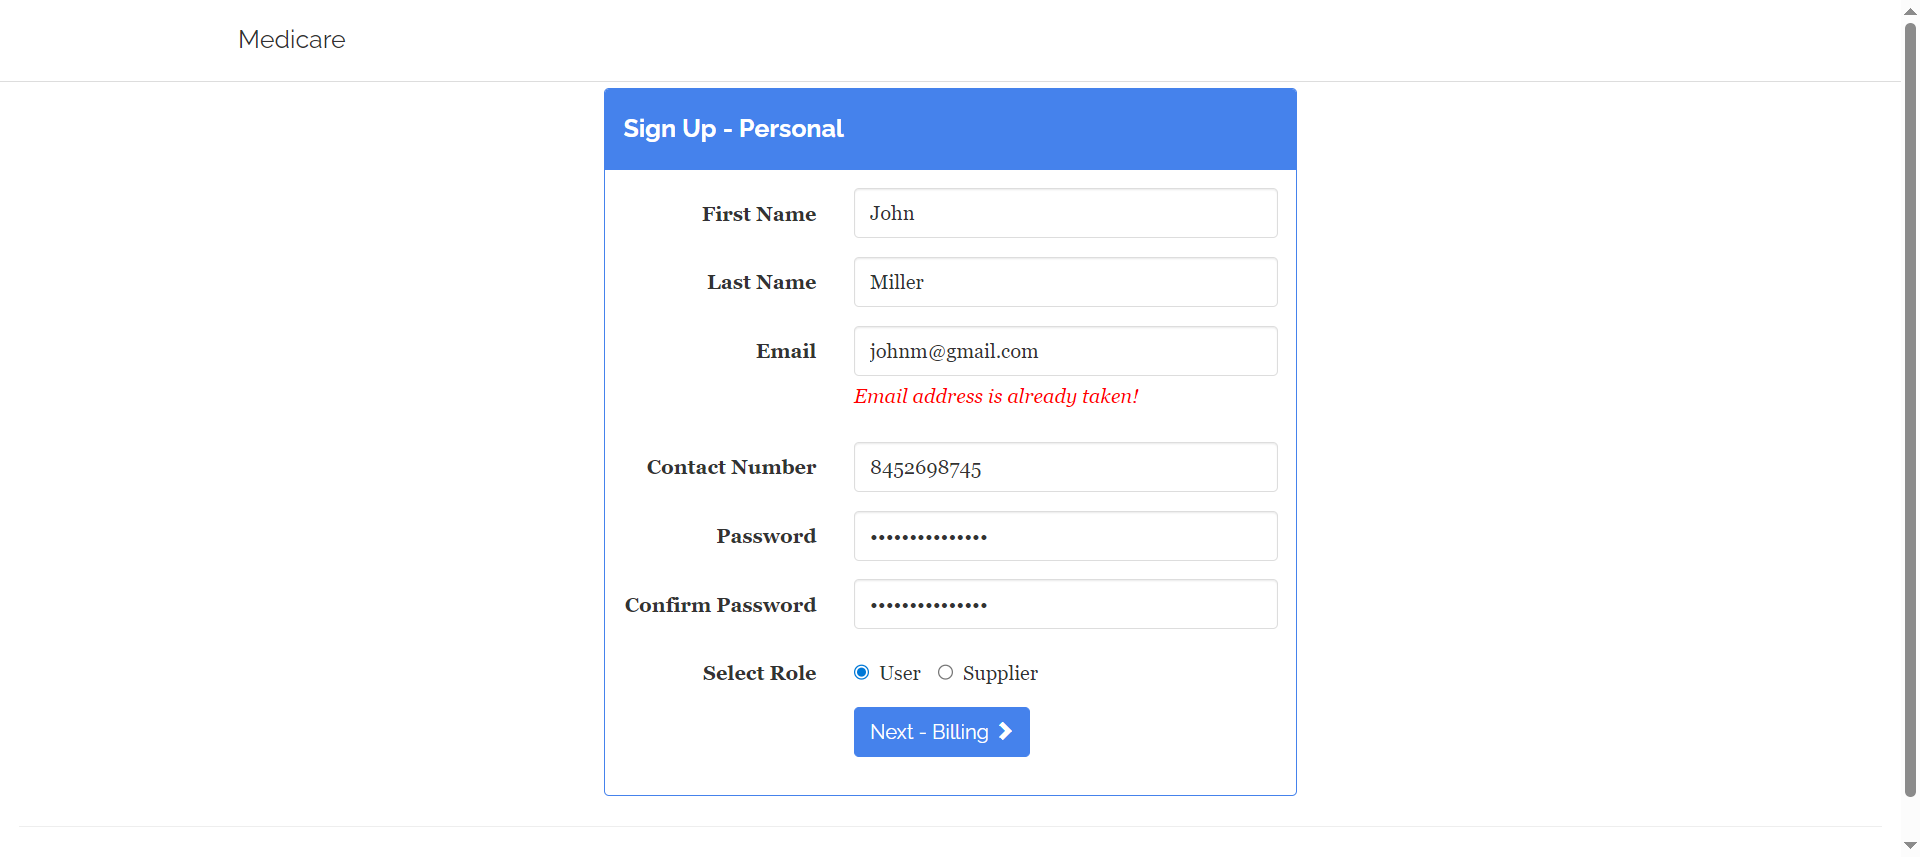 Medicare
Sign Up - Personal
First Name John
Last Name Miller
Email johnm@gmail.com
Email address is already taken!
Contact Number 8452698745
Password •••••••••••••••
Confirm Password •••••••••••••••
Select Role User Supplier
Next - Billing